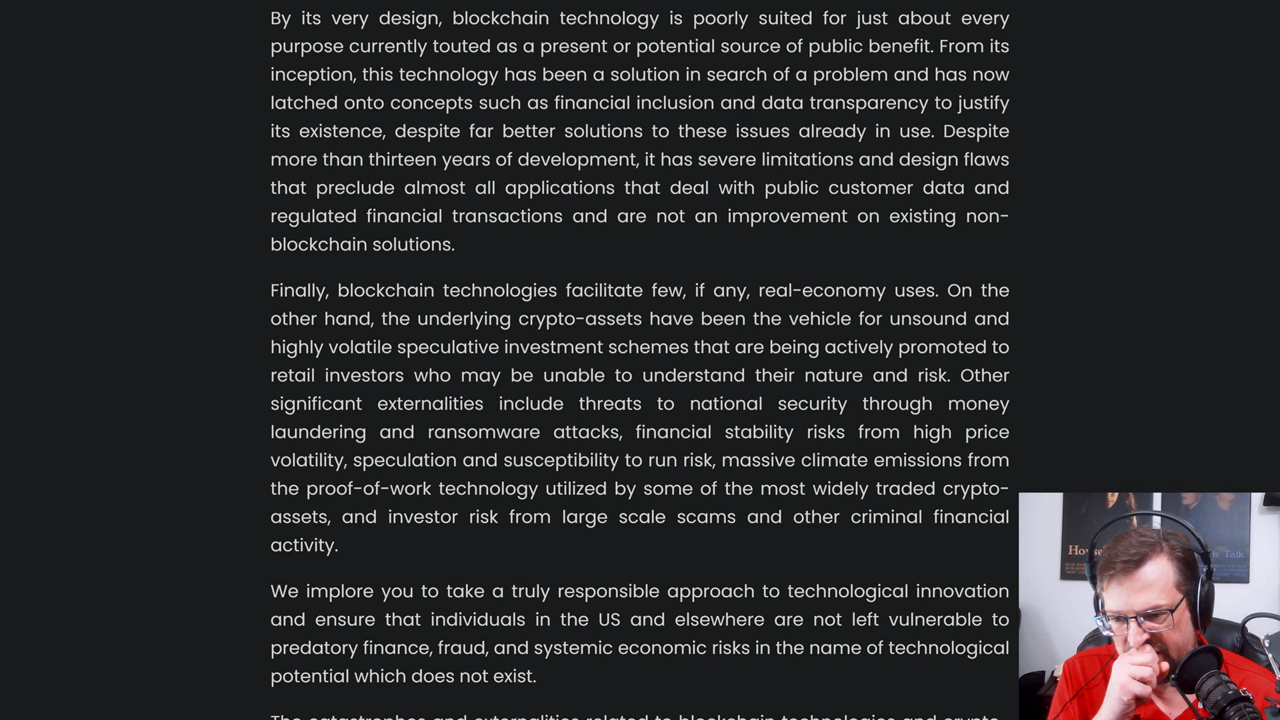 By its very design, blockchain technology is poorly suited for just about every
purpose currently touted as a present or potential source of public benefit. From its
inception, this technology has been a solution in search of a problem and has now
latched onto concepts such as financial inclusion and data transparency to justify
its existence, despite far better solutions to these issues already in use. Despite
more than thirteen years of development, it has severe limitations and design flaws
that preclude almost all applications that deal with public customer data and
regulated financial transactions and are not an improvement on existing non-
blockchain solutions.
Finally, blockchain technologies facilitate few, if any, real-economy uses. On the
other hand, the underlying crypto-assets have been the vehicle for unsound and
highly volatile speculative investment schemes that are being actively promoted to
retail investors who may be unable to understand their nature and risk. Other
significant externalities include threats to national security through money
laundering and ransomware attacks, financial stability risks from high price
volatility, speculation and susceptibility to run risk, massive climate emissions from
the proof-of-work technology utilized by some of the most widely traded crypto-
assets, and investor risk from large scale scams and other criminal financial
activity.
We implore you to take a truly responsible approach to technological innovation
and ensure that individuals in the US and elsewhere are not left vulnerable to
predatory finance, fraud, and systemic economic risks in the name of technological
potential which does not exist.
The catastrophes and externalities related to blockchain technologies and crypto-
Talk